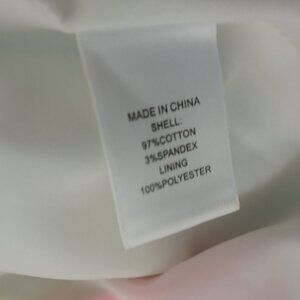 MADE IN CHINA
SHELL:
97%COTTON
3%SPANDEX
LINING
100%POLYESTER